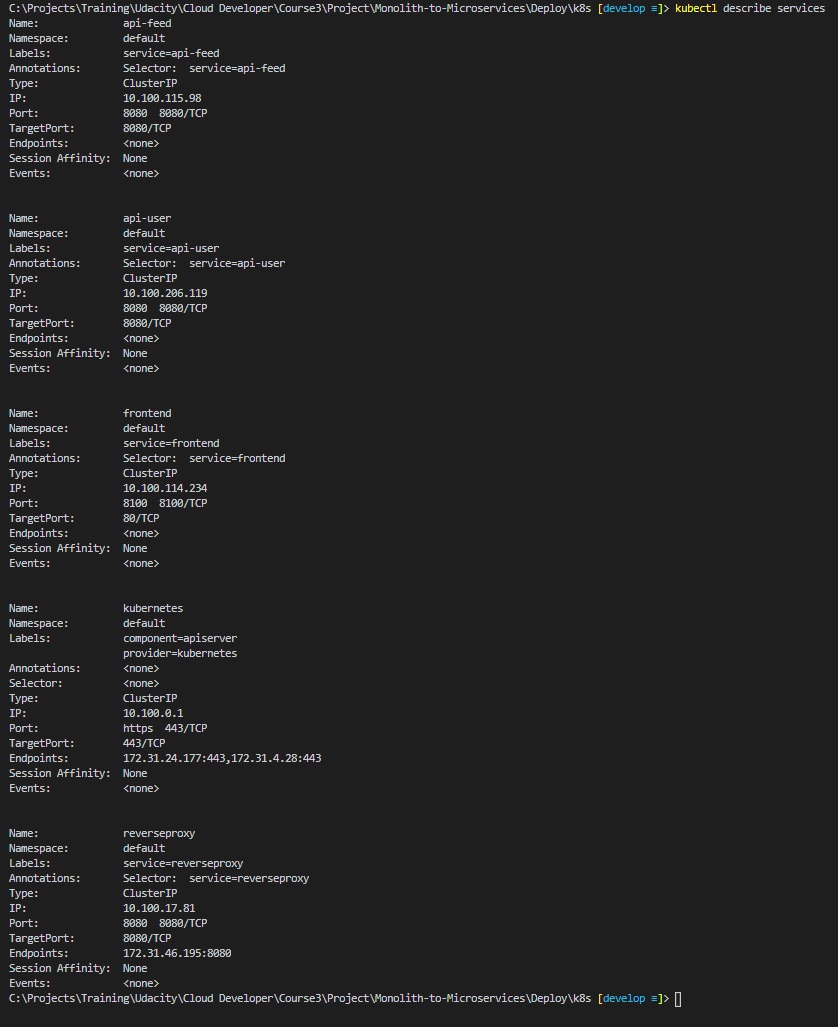 C:\Projects\Training\Udacity\Cloud Developer\Course3\Project\Monolith-to-Microservices\Deploy\k8s [develop ≡]> kubectl describe services
Name: api-feed
Namespace: default
Labels: service=api-feed
Annotations: Selector: service=api-feed
Type: ClusterIP
IP: 10.100.115.98
Port: 8080 8080/TCP
TargetPort: 8080/TCP
Endpoints: <none>
Session Affinity: None
Events: <none>
Name: api-user
Namespace: default
Labels: service=api-user
Annotations: Selector: service=api-user
Type: ClusterIP
IP: 10.100.206.119
Port: 8080 8080/TCP
TargetPort: 8080/TCP
Endpoints: <none>
Session Affinity: None
Events: <none>
Name: frontend
Namespace: default
Labels: service=frontend
Annotations: Selector: service=frontend
Type: ClusterIP
IP: 10.100.114.234
Port: 8100 8100/TCP
TargetPort: 80/TCP
Endpoints: <none>
Session Affinity: None
Events: <none>
Name: kubernetes
Namespace: default
Labels: component=apiserver
provider=kubernetes
Annotations: <none>
Selector: <none>
Type: ClusterIP
IP: 10.100.0.1
Port: https 443/TCP
TargetPort: 443/TCP
Endpoints: 172.31.24.177:443,172.31.4.28:443
Session Affinity: None
Events: <none>
Name: reverseproxy
Namespace: default
Labels: service=reverseproxy
Annotations: Selector: service=reverseproxy
Type: ClusterIP
IP: 10.100.17.81
Port: 8080 8080/TCP
TargetPort: 8080/TCP
Endpoints: 172.31.46.195:8080
Session Affinity: None
Events: <none>
C:\Projects\Training\Udacity\Cloud Developer\Course3\Project\Monolith-to-Microservices\Deploy\k8s [develop ≡]>